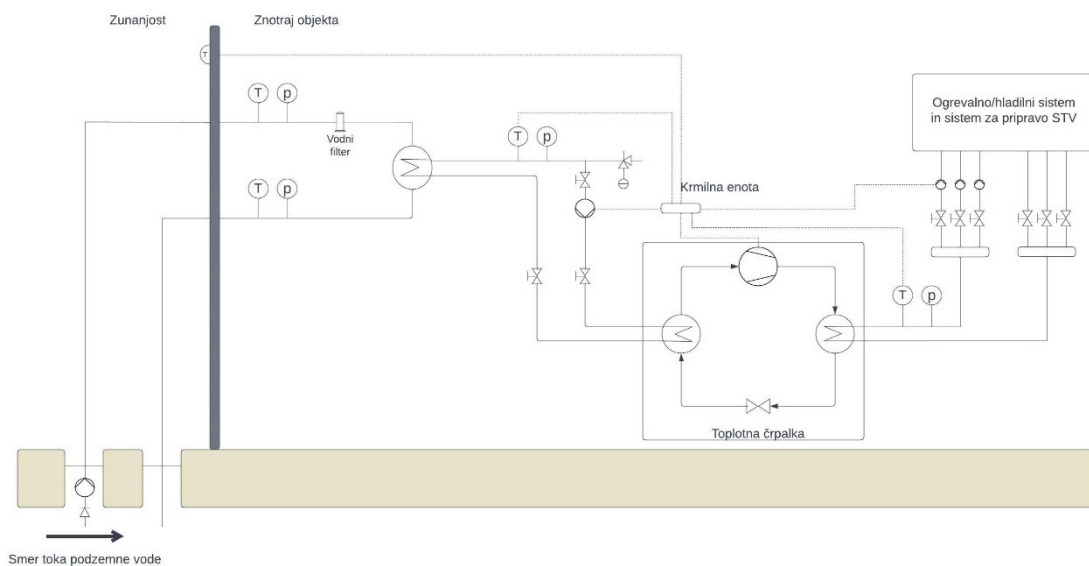 Zunanjost
Znotraj objekta
T
T
p
Vodni
filter
T
p
T
p
Krmilna enota
Ogrevalno/hladilni sistem
in sistem za pripravo STV
T
p
Toplotna črpalka
Smer toka podzemne vode